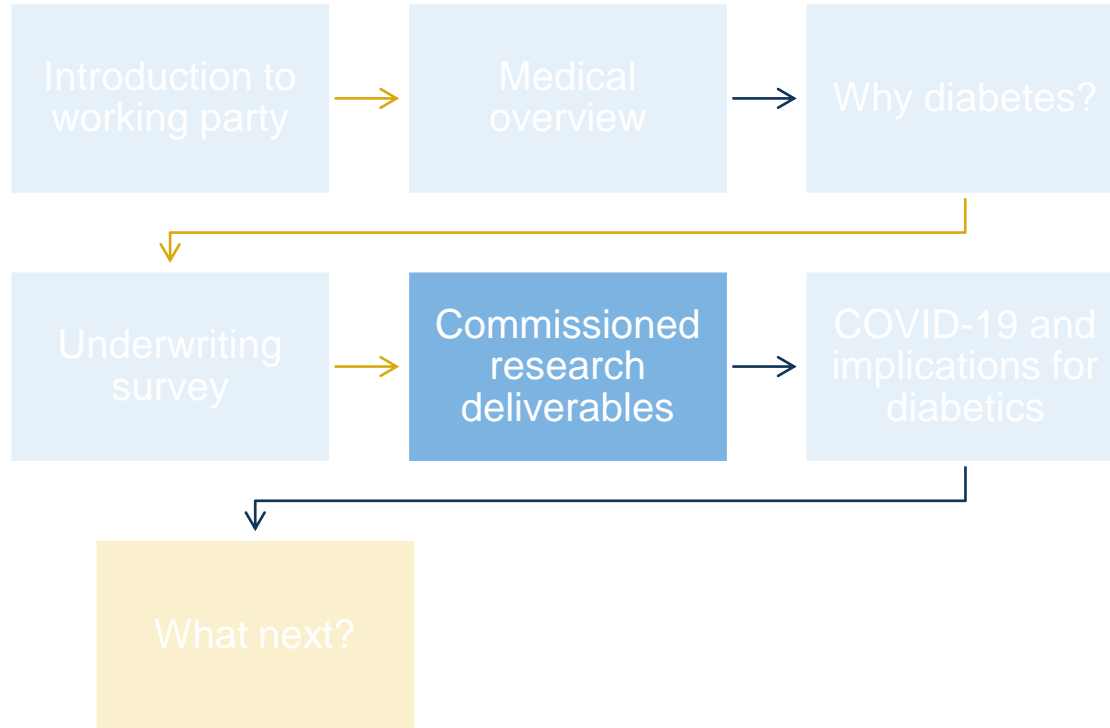 Introduction to
working party
Medical
overview
Why diabetes?
Underwriting
survey
Commissioned
research
deliverables
COVID-19 and
implications for
diabetics
What next?